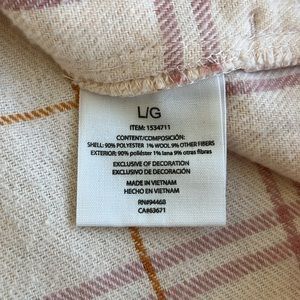 L/G
ITEM: 1534711
CONTENT/COMPOSICIÓN:
SHELL: 90% POLYESTER 1% WOOL 9% OTHER FIBERS
EXTERIOR: 90% poliéster 1% lana 9% otras fibras
EXCLUSIVE OF DECORATION
EXCLUSIVO DE DECORACIÓN
MADE IN VIETNAM
HECHO EN VIETNAM
RN#94468
CA#63671